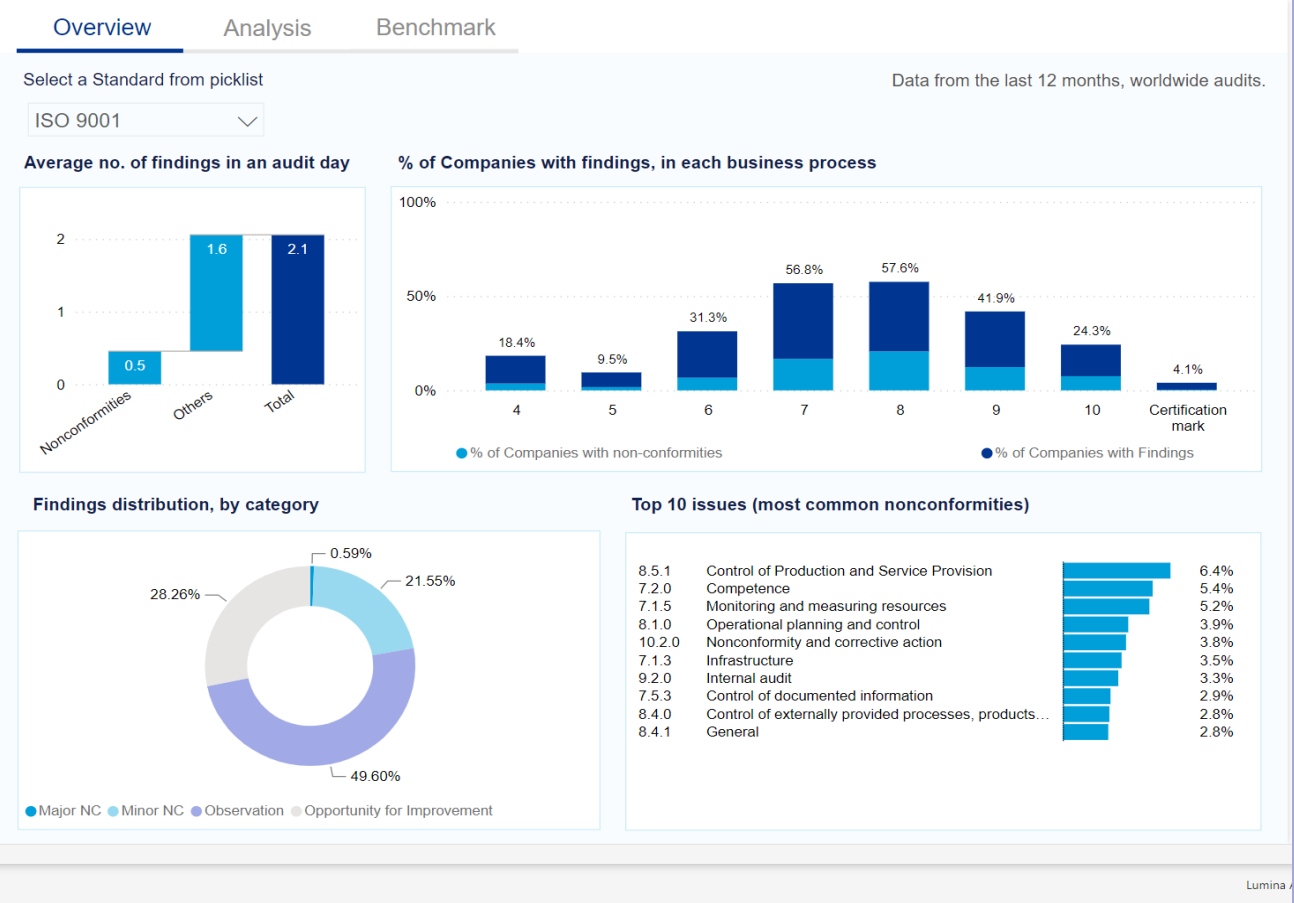 Overview Analysis Benchmark
Select a Standard from picklist
Data from the last 12 months, worldwide audits.
ISO 9001
Average no. of findings in an audit day
2
1
0
0.5
1.6
2.1
Nonconformities
Others
Total
% of Companies with findings, in each business process
100%
50%
0%
18.4%
9.5%
31.3%
56.8%
57.6%
41.9%
24.3%
4.1%
4 5 6 7 8 9 10 Certification
mark
% of Companies with non-conformities % of Companies with Findings
Findings distribution, by category
0.59%
21.55%
28.26%
49.60%
Major NC Minor NC Observation Opportunity for Improvement
Top 10 issues (most common nonconformities)
8.5.1 Control of Production and Service Provision 6.4%
7.2.0 Competence 5.4%
7.1.5 Monitoring and measuring resources 5.2%
8.1.0 Operational planning and control 3.9%
10.2.0 Nonconformity and corrective action 3.8%
7.1.3 Infrastructure 3.5%
9.2.0 Internal audit 3.3%
7.5.3 Control of documented information 2.9%
8.4.0 Control of externally provided processes, products... 2.8%
8.4.1 General 2.8%
Lumina